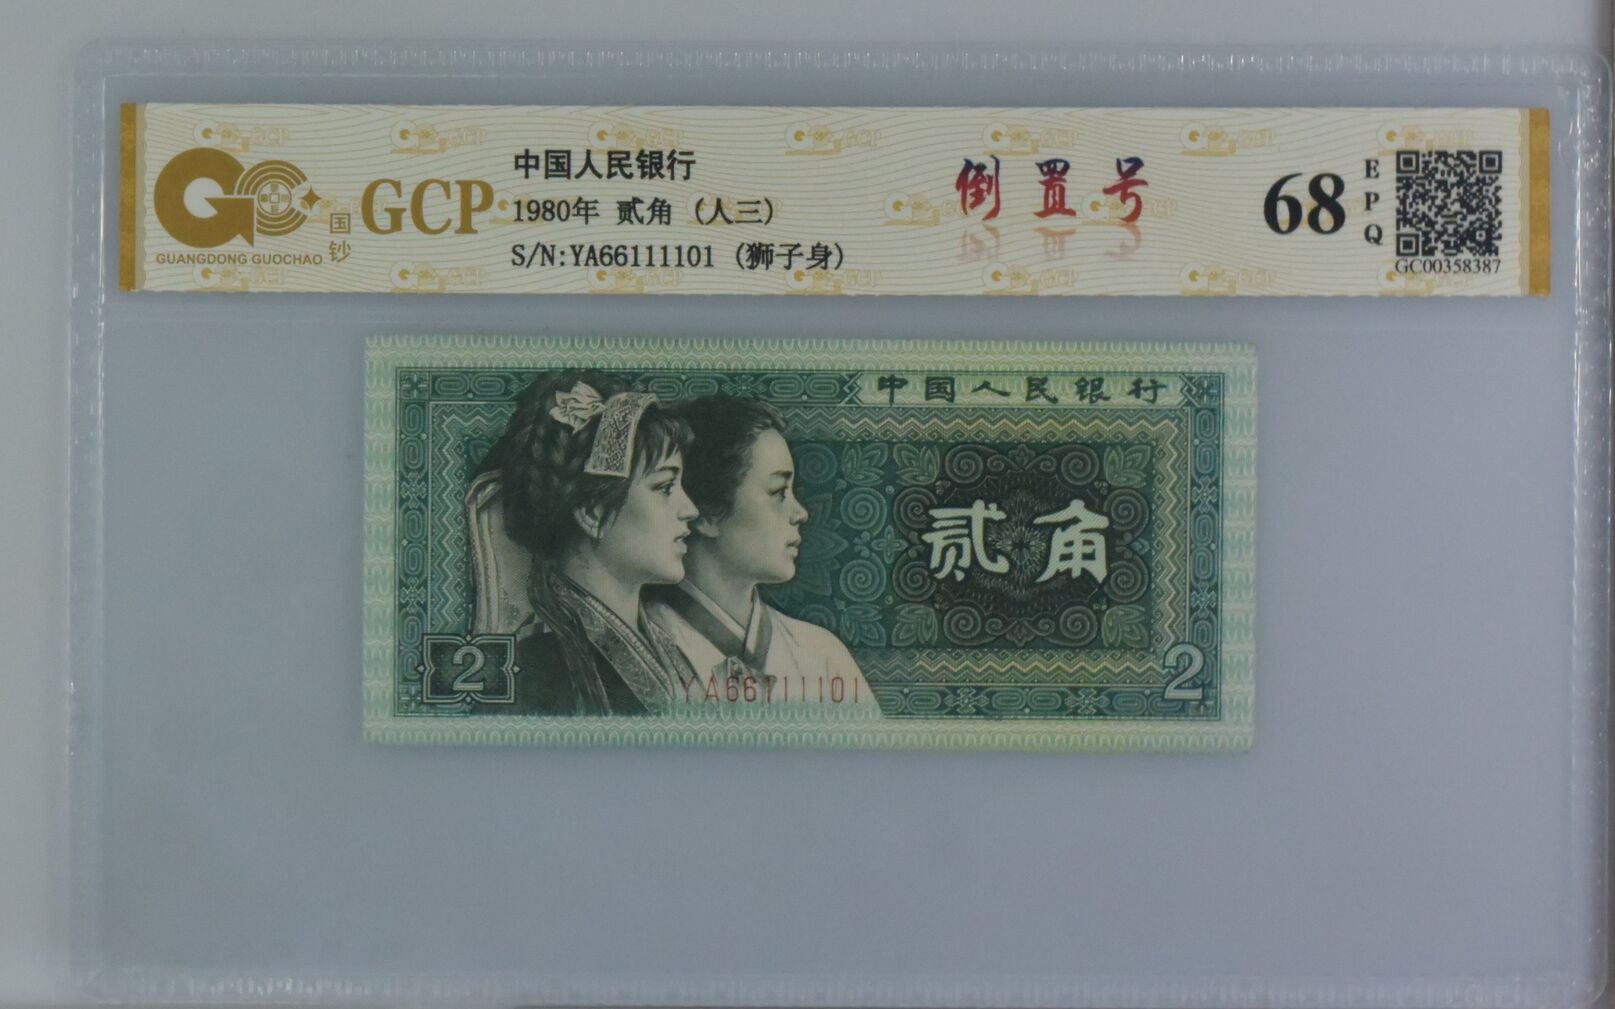 GCP
国钞
GUANGDONG GUOCHAO
中国人民银行
1980年 贰角 (人三)
S/N:YA66111101 (狮子身)
倒置号
68
EPQ
GC00358387
中国人民银行
贰角
2
YA66111101
2